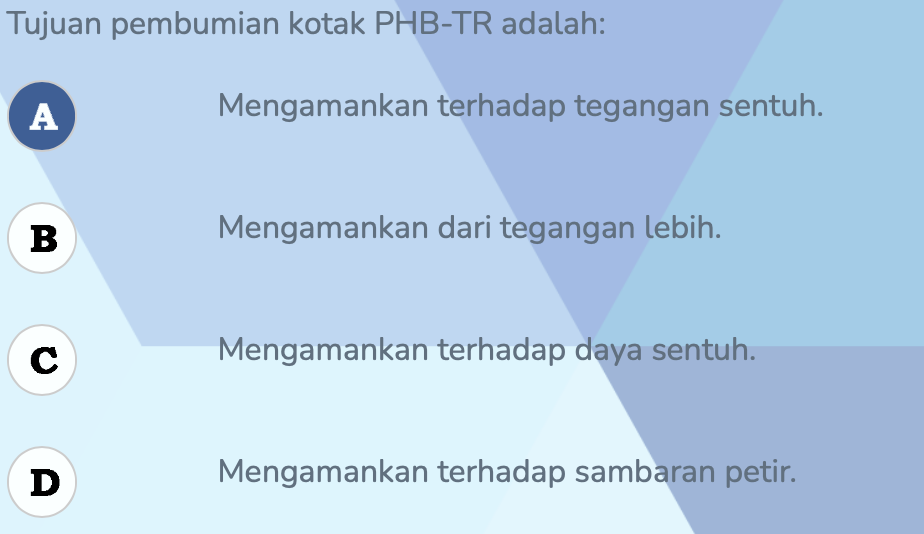 Tujuan pembumian kotak PHB-TR adalah:
A Mengamankan terhadap tegangan sentuh.
B Mengamankan dari tegangan lebih.
C Mengamankan terhadap daya sentuh.
D Mengamankan terhadap sambaran petir.